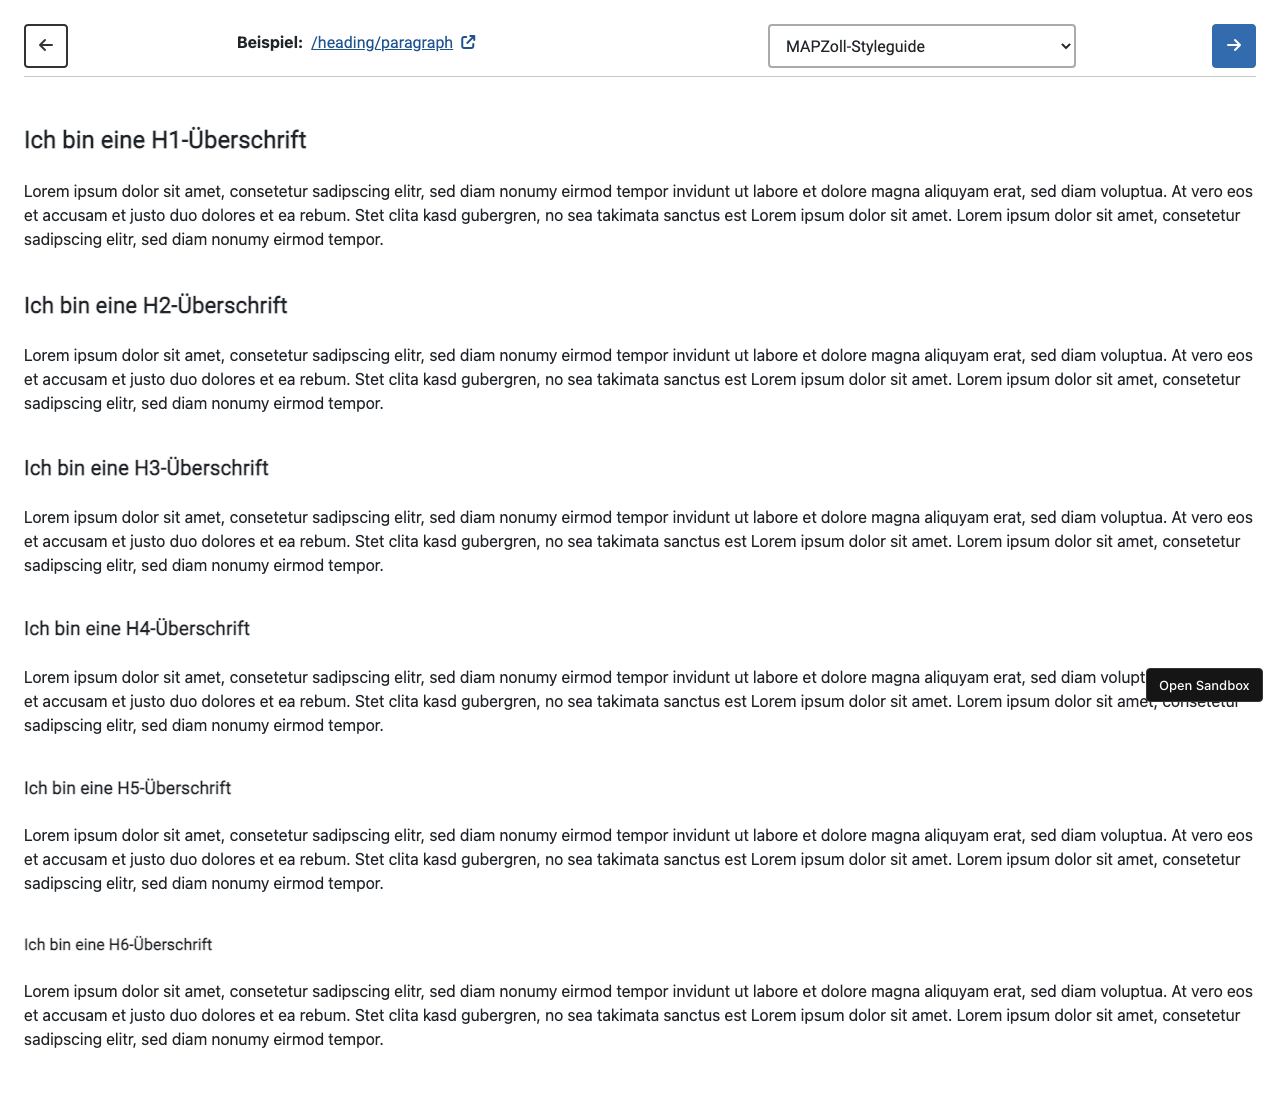 Beispiel: /heading/paragraph
MAPZoll-Styleguide
Ich bin eine H1-Überschrift
Lorem ipsum dolor sit amet, consetetur sadipscing elitr, sed diam nonumy eirmod tempor invidunt ut labore et dolore magna aliquyam erat, sed diam voluptua. At vero eos
et accusam et justo duo dolores et ea rebum. Stet clita kasd gubergren, no sea takimata sanctus est Lorem ipsum dolor sit amet. Lorem ipsum dolor sit amet, consetetur
sadipscing elitr, sed diam nonumy eirmod tempor.
Ich bin eine H2-Überschrift
Lorem ipsum dolor sit amet, consetetur sadipscing elitr, sed diam nonumy eirmod tempor invidunt ut labore et dolore magna aliquyam erat, sed diam voluptua. At vero eos
et accusam et justo duo dolores et ea rebum. Stet clita kasd gubergren, no sea takimata sanctus est Lorem ipsum dolor sit amet. Lorem ipsum dolor sit amet, consetetur
sadipscing elitr, sed diam nonumy eirmod tempor.
Ich bin eine H3-Überschrift
Lorem ipsum dolor sit amet, consetetur sadipscing elitr, sed diam nonumy eirmod tempor invidunt ut labore et dolore magna aliquyam erat, sed diam voluptua. At vero eos
et accusam et justo duo dolores et ea rebum. Stet clita kasd gubergren, no sea takimata sanctus est Lorem ipsum dolor sit amet. Lorem ipsum dolor sit amet, consetetur
sadipscing elitr, sed diam nonumy eirmod tempor.
Ich bin eine H4-Überschrift
Lorem ipsum dolor sit amet, consetetur sadipscing elitr, sed diam nonumy eirmod tempor invidunt ut labore et dolore magna aliquyam erat, sed diam
Open Sandbox
et accusam et justo duo dolores et ea rebum. Stet clita kasd gubergren, no sea takimata sanctus est Lorem ipsum dolor sit amet. Lorem ipsum dolor sit amet, consetetur
sadipscing elitr, sed diam nonumy eirmod tempor.
Ich bin eine H5-Überschrift
Lorem ipsum dolor sit amet, consetetur sadipscing elitr, sed diam nonumy eirmod tempor invidunt ut labore et dolore magna aliquyam erat, sed diam voluptua. At vero eos
et accusam et justo duo dolores et ea rebum. Stet clita kasd gubergren, no sea takimata sanctus est Lorem ipsum dolor sit amet. Lorem ipsum dolor sit amet, consetetur
sadipscing elitr, sed diam nonumy eirmod tempor.
Ich bin eine H6-Überschrift
Lorem ipsum dolor sit amet, consetetur sadipscing elitr, sed diam nonumy eirmod tempor invidunt ut labore et dolore magna aliquyam erat, sed diam voluptua. At vero eos
et accusam et justo duo dolores et ea rebum. Stet clita kasd gubergren, no sea takimata sanctus est Lorem ipsum dolor sit amet. Lorem ipsum dolor sit amet, consetetur
sadipscing elitr, sed diam nonumy eirmod tempor.